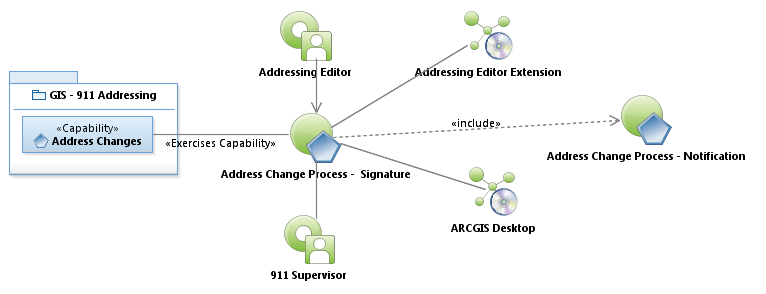 Addressing Editor
Addressing Editor Extension
GIS - 911 Addressing
«Capability»
Address Changes
«Exercises Capability»
«include»
Address Change Process - Signature
Address Change Process - Notification
ARCGIS Desktop
911 Supervisor